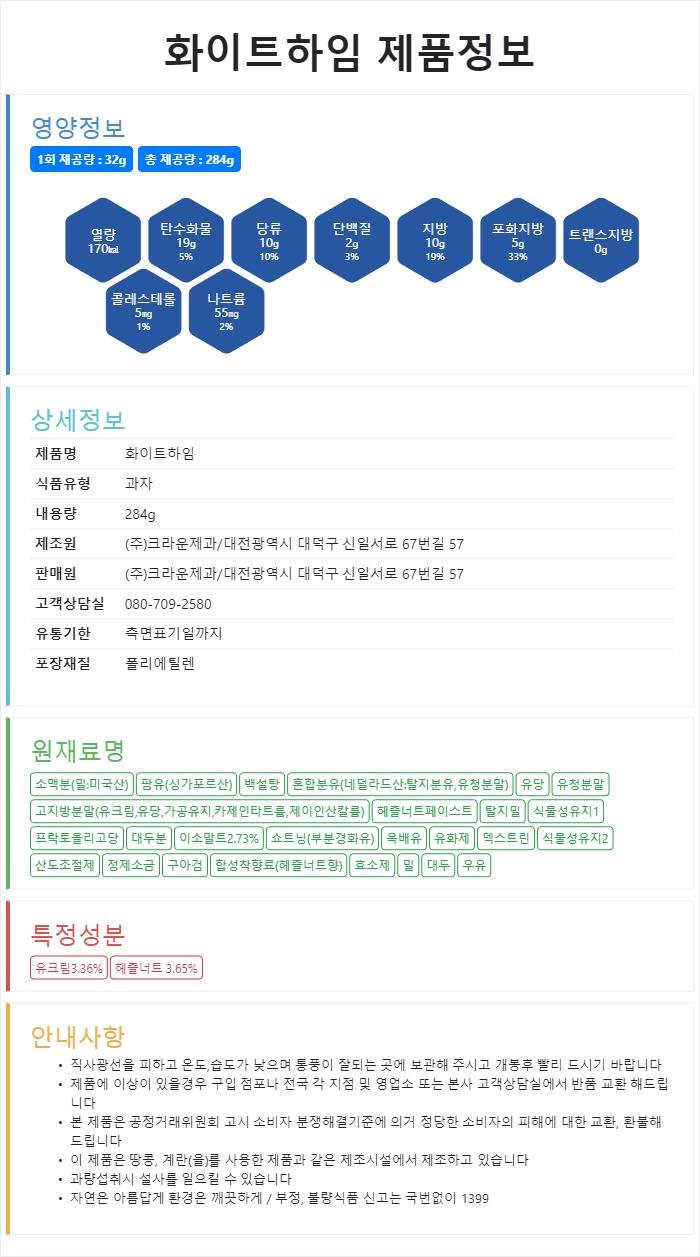 화이트하임 제품정보
영양정보
1회 제공량 : 32g 총 제공량 : 284g
열량 탄수화물 당류 단백질 지방 포화지방 트랜스지방
170㎉ 19g 10g 2g 10g 5g 0g
5% 10% 3% 19% 33%
콜레스테롤 나트륨
5㎎ 55㎎
1% 2%
상세정보
제품명 화이트하임
식품유형 과자
내용량 284g
제조원 (주)크라운제과/대전광역시 대덕구 신일서로 67번길 57
판매원 (주)크라운제과/대전광역시 대덕구 신일서로 67번길 57
고객상담실 080-709-2580
유통기한 측면표기일까지
포장재질 폴리에틸렌
원재료명
소맥분(밀:미국산) 팜유(싱가포르산) 백설탕 혼합분유(네덜라드산:탈지분유,유청분말) 유당 유청분말
고지방분말(유크림,유당,가공유지,카제인타트륨,제이인산칼륨) 헤즐너트페이스트 탈지밀 식물성유지1
프락토올리고당 대두분 이소말트2.73% 쇼트닝(부분경화유) 옥배유 유화제 덱스트린 식물성유지2
산도조절제 정제소금 구아검 합성착향료(헤즐너트향) 효소제 밀 대두 우유
특정성분
유크림3.36% 헤즐너트 3.65%
안내사항
• 직사광선을 피하고 온도,습도가 낮으며 통풍이 잘되는 곳에 보관해 주시고 개봉후 빨리 드시기 바랍니다
• 제품에 이상이 있을경우 구입 점포나 전국 각 지점 및 영업소 또는 본사 고객상담실에서 반품 교환 해드립
니다
• 본 제품은 공정거래위원회 고시 소비자 분쟁해결기준에 의거 정당한 소비자의 피해에 대한 교환, 환불해
드립니다
• 이 제품은 땅콩, 계란(을)를 사용한 제품과 같은 제조시설에서 제조하고 있습니다
• 과량섭취시 설사를 일으킬 수 있습니다
• 자연은 아름답게 환경은 깨끗하게 / 부정, 불량식품 신고는 국번없이 1399